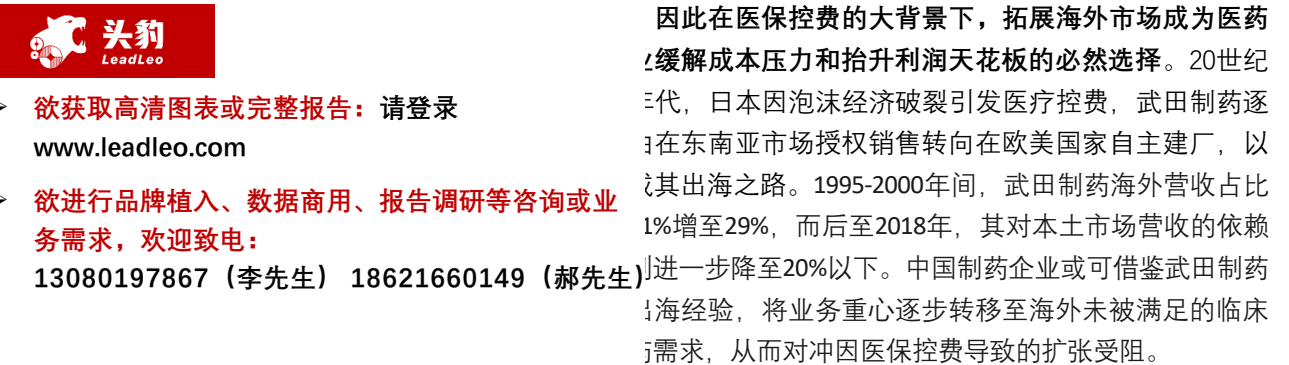 头豹
LeadLeo
欲获取高清图表或完整报告：请登录
www.leadleo.com
欲进行品牌植入、数据商用、报告调研等咨询或业
务需求，欢迎致电：
13080197867（李先生） 18621660149（郝先生）
因此在医保控费的大背景下，拓展海外市场成为医药
缓解成本压力和抬升利润天花板的必然选择。20世纪
代，日本因泡沫经济破裂引发医疗控费，武田制药逐
在东南亚市场授权销售转向在欧美国家自主建厂，以
其出海之路。1995-2000年间，武田制药海外营收占比
1%增至29%，而后至2018年，其对本土市场营收的依赖
进一步降至20%以下。中国制药企业或可借鉴武田制药
海经验，将业务重心逐步转移至海外未被满足的临床
需求，从而对冲因医保控费导致的扩张受阻。